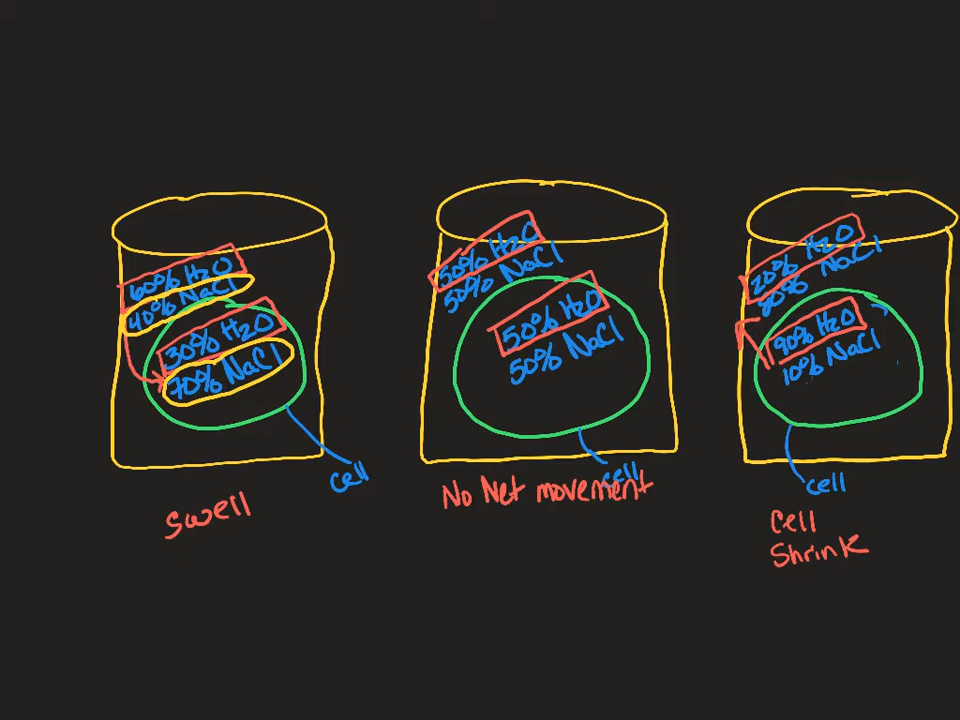 60% H2O
40% NaCl
30% H2O
70% NaCl
cell
swell
50% H2O
50% NaCl
50% H2O
50% NaCl
cell
No Net movement
20% H2O
80% NaCl
90% H2O
10% NaCl
cell
Cell
Shrink